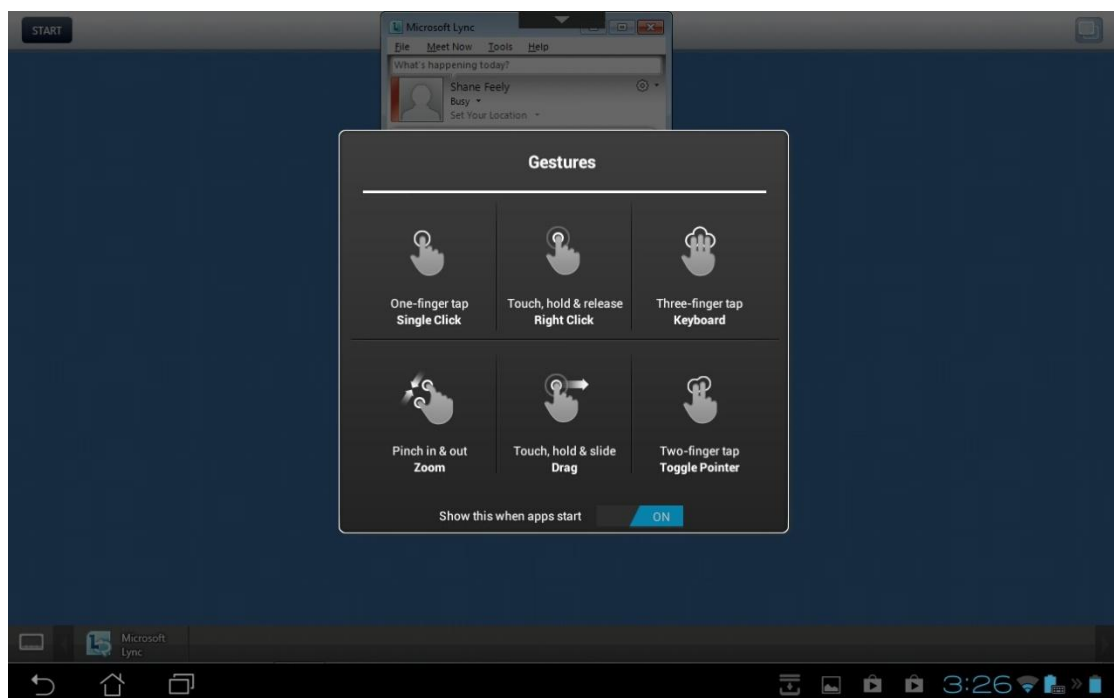 START
Microsoft Lync
File Meet Now Tools Help
What's happening today?
Shane Feely
Busy
Set Your Location
Gestures
One-finger tap
Single Click
Touch, hold & release
Right Click
Three-finger tap
Keyboard
Pinch in & out
Zoom
Touch, hold & slide
Drag
Two-finger tap
Toggle Pointer
Show this when apps start ON
Microsoft
Lync
3:26